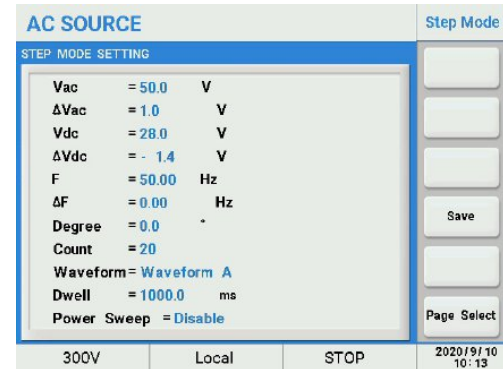 AC SOURCE
Step Mode
STEP MODE SETTING
Vac = 50.0 V
ΔVac = 1.0 V
Vdc = 28.0 V
ΔVdc = - 1.4 V
F = 50.00 Hz
ΔF = 0.00 Hz
Degree = 0.0 °
Count = 20
Waveform = Waveform A
Dwell = 1000.0 ms
Power Sweep = Disable
Save
Page Select
300V Local STOP 2020/9/10
10:13